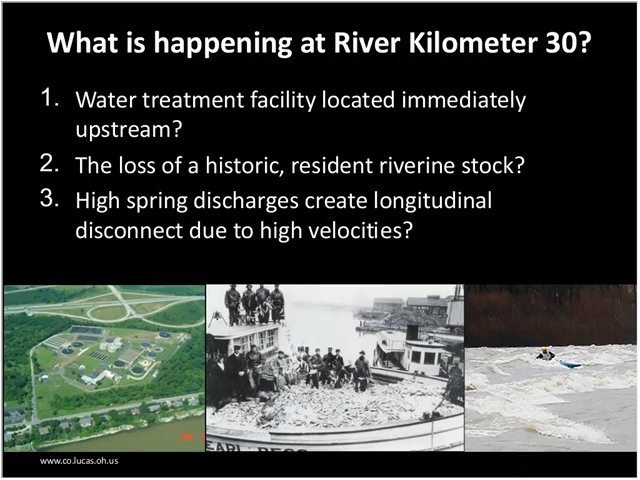 What is happening at River Kilometer 30?
1. Water treatment facility located immediately
upstream?
2. The loss of a historic, resident riverine stock?
3. High spring discharges create longitudinal
disconnect due to high velocities?
www.co.lucas.oh.us